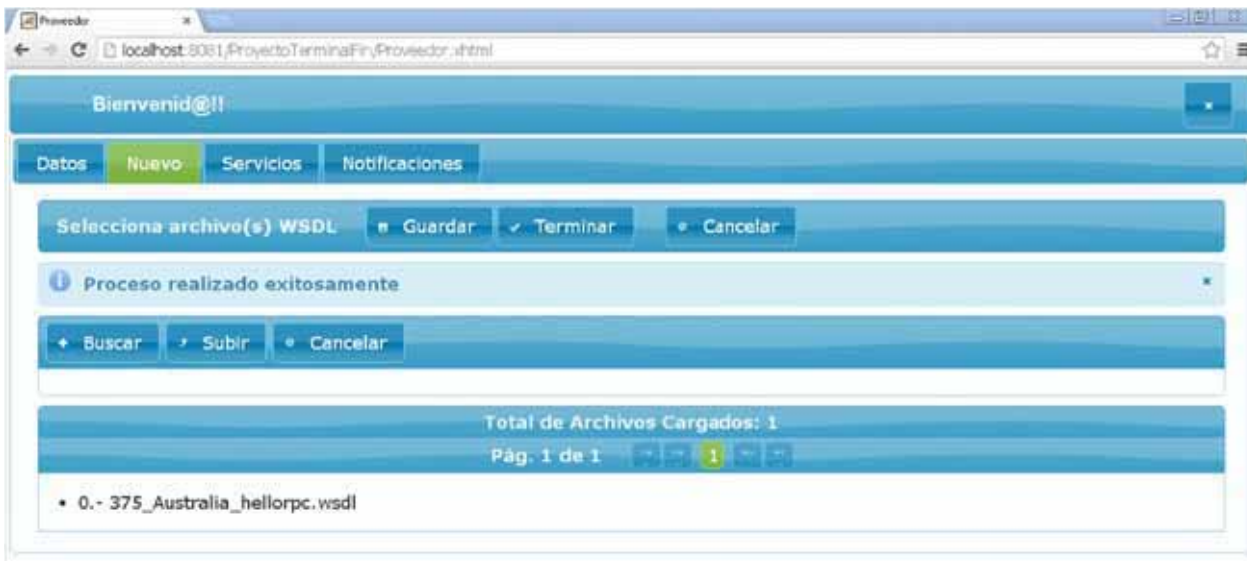 Proveedor
localhost:8081/ProyectoTerminalFin/Proveedor.xhtml
Bienvenid@!!
Datos Nuevo Servicios Notificaciones
Selecciona archivo(s) WSDL Guardar Terminar Cancelar
Proceso realizado exitosamente
Buscar Subir Cancelar
Total de Archivos Cargados: 1
Pág. 1 de 1 1
• 0.- 375_Australia_hellorpc.wsdl